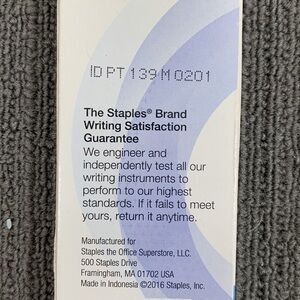 ID PT 139 M 0201
The Staples® Brand
Writing Satisfaction
Guarantee
We engineer and
independently test all our
writing instruments to
perform to our highest
standards. If it fails to meet
yours, return it anytime.
Manufactured for
Staples the Office Superstore, LLC.
500 Staples Drive
Framingham, MA 01702 USA
Made in Indonesia ©2016 Staples, Inc.